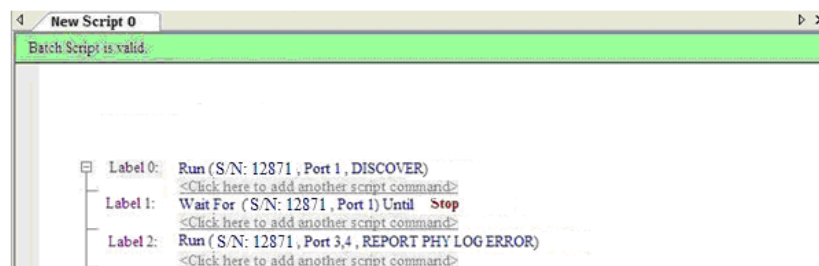 New Script 0
Batch Script is valid.
Label 0: Run (S/N: 12871 , Port 1 , DISCOVER)
<Click here to add another script command>
Label 1: Wait For (S/N: 12871 , Port 1) Until Stop
<Click here to add another script command>
Label 2: Run ( S/N: 12871 , Port 3,4 , REPORT PHY LOG ERROR)
<Click here to add another script command>